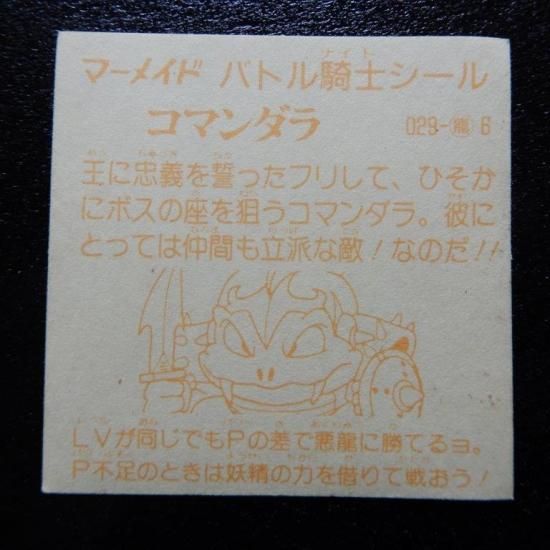 マーメイド バトル騎士シール
コマンダラ 029-龍6
王に忠義を誓ったフリして、ひそか
にボスの座を狙うコマンダラ。彼に
とっては仲間も立派な敵！なのだ!!
LVが同じでもPの差で悪龍に勝てるヨ。
P不足のときは妖精の力を借りて戦おう！